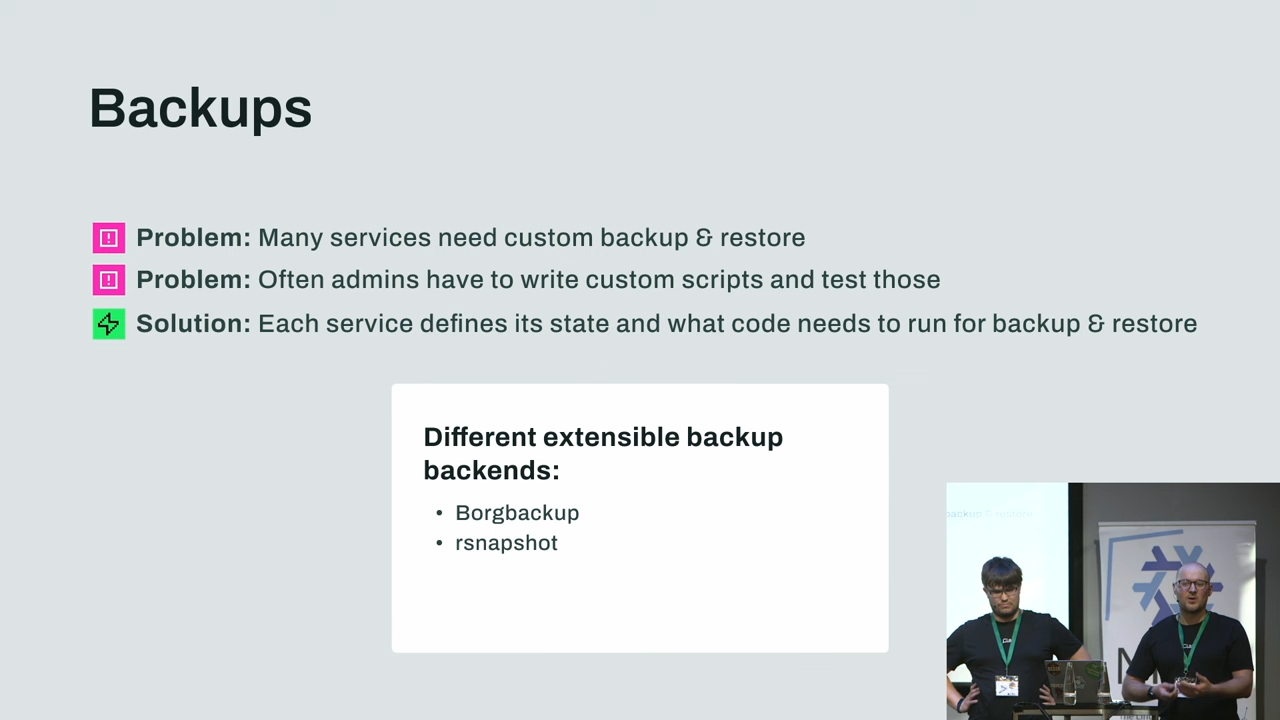 Backups
Problem: Many services need custom backup & restore
Problem: Often admins have to write custom scripts and test those
Solution: Each service defines its state and what code needs to run for backup & restore
Different extensible backup
backends:
• Borgbackup
• rsnapshot
backup & restore